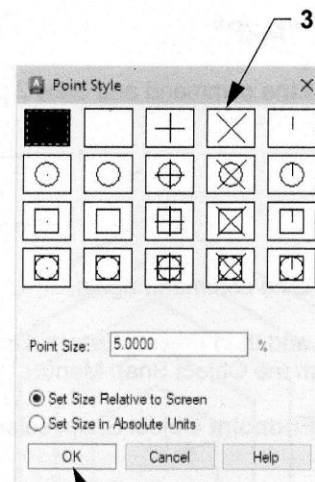 3
Point Style
Point Size: 5.0000 %
Set Size Relative to Screen
Set Size in Absolute Units
OK Cancel Help